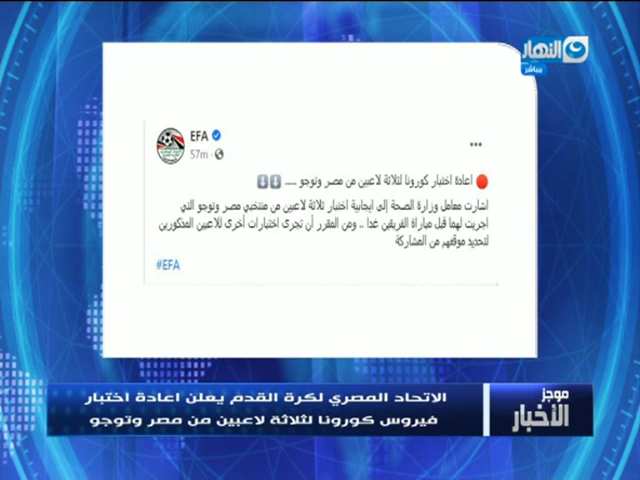 النهار
مباشر
EFA
57m
اعادة اختبار كورونا لثلاثة لاعبين من مصر وتوجو .....
اشارت معامل وزارة الصحة إلى ايجابية اختبار ثلاثة لاعبين من منتخبي مصر وتوجو التي
اجريت لهما قبل مباراة الفريقين غدا .. ومن المقرر أن تجرى اختبارات أخرى للاعبين المذكورين
لتحديد موقفهم من المشاركة
#EFA
موجز
الأخبار
الاتحاد المصري لكرة القدم يعلن اعادة اختبار
فيروس كورونا لثلاثة لاعبين من مصر وتوجو